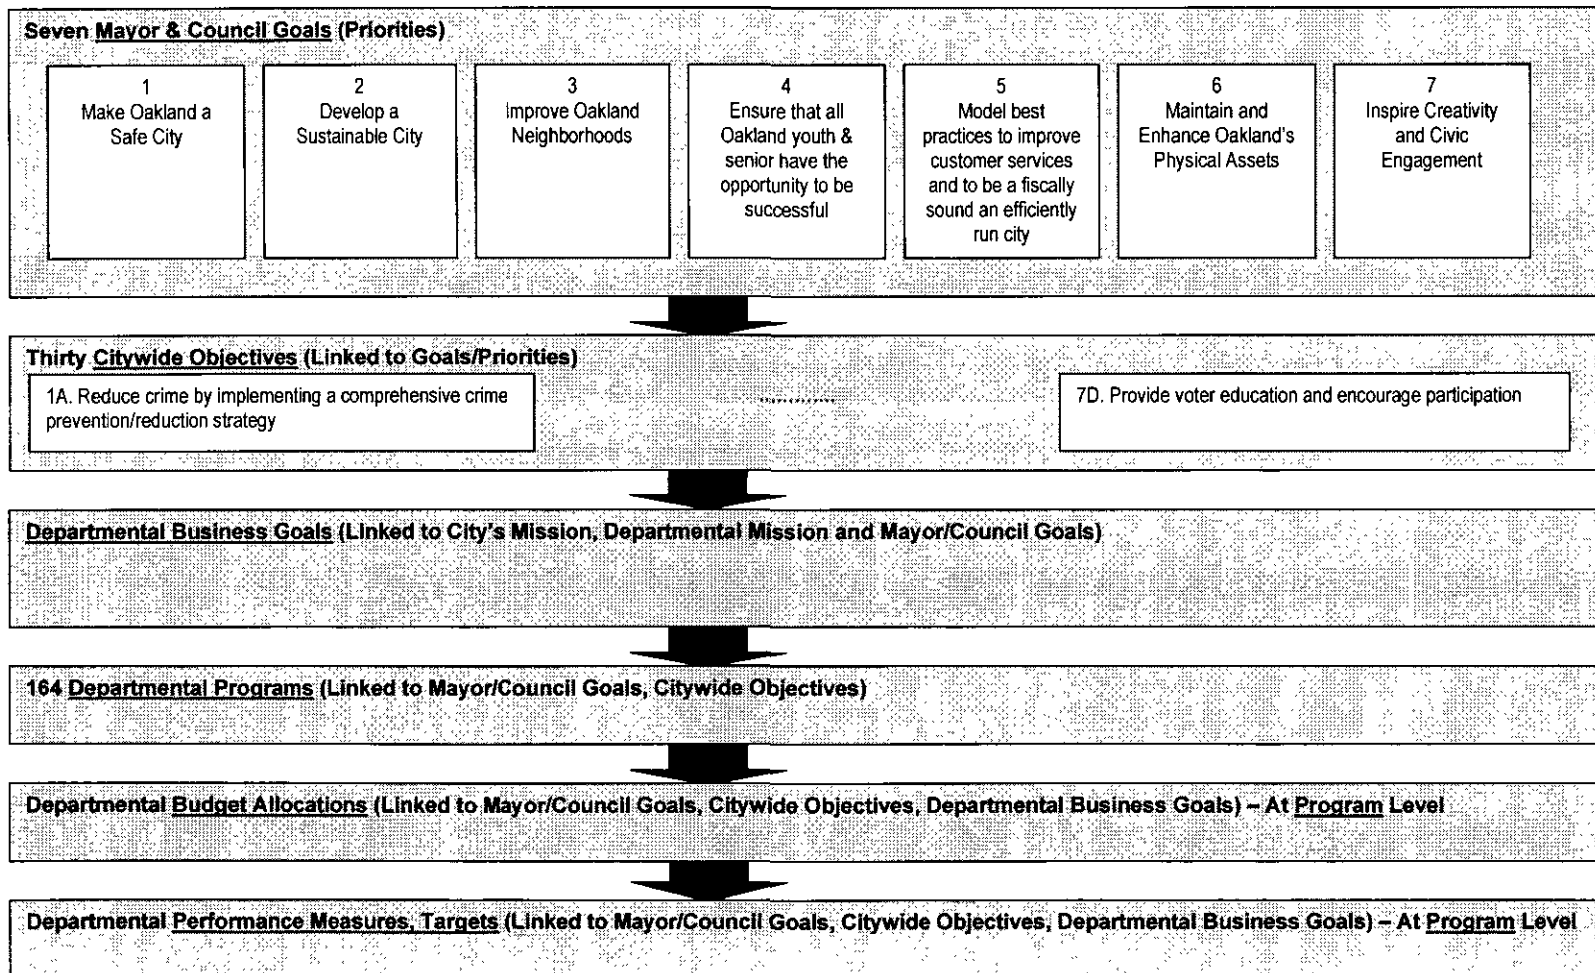 Seven Mayor & Council Goals (Priorities)
1
Make Oakland a
Safe City
2
Develop a
Sustainable City
3
Improve Oakland
Neighborhoods
4
Ensure that all
Oakland youth &
senior have the
opportunity to be
successful
5
Model best
practices to improve
customer services
and to be a fiscally
sound an efficiently
run city
6
Maintain and
Enhance Oakland's
Physical Assets
7
Inspire Creativity
and Civic
Engagement
Thirty Citywide Objectives (Linked to Goals/Priorities)
1A. Reduce crime by implementing a comprehensive crime
prevention/reduction strategy
..........
7D. Provide voter education and encourage participation
Departmental Business Goals (Linked to City's Mission, Departmental Mission and Mayor/Council Goals)
164 Departmental Programs (Linked to Mayor/Council Goals, Citywide Objectives)
Departmental Budget Allocations (Linked to Mayor/Council Goals, Citywide Objectives, Departmental Business Goals) – At Program Level
Departmental Performance Measures, Targets (Linked to Mayor/Council Goals, Citywide Objectives, Departmental Business Goals) – At Program Level